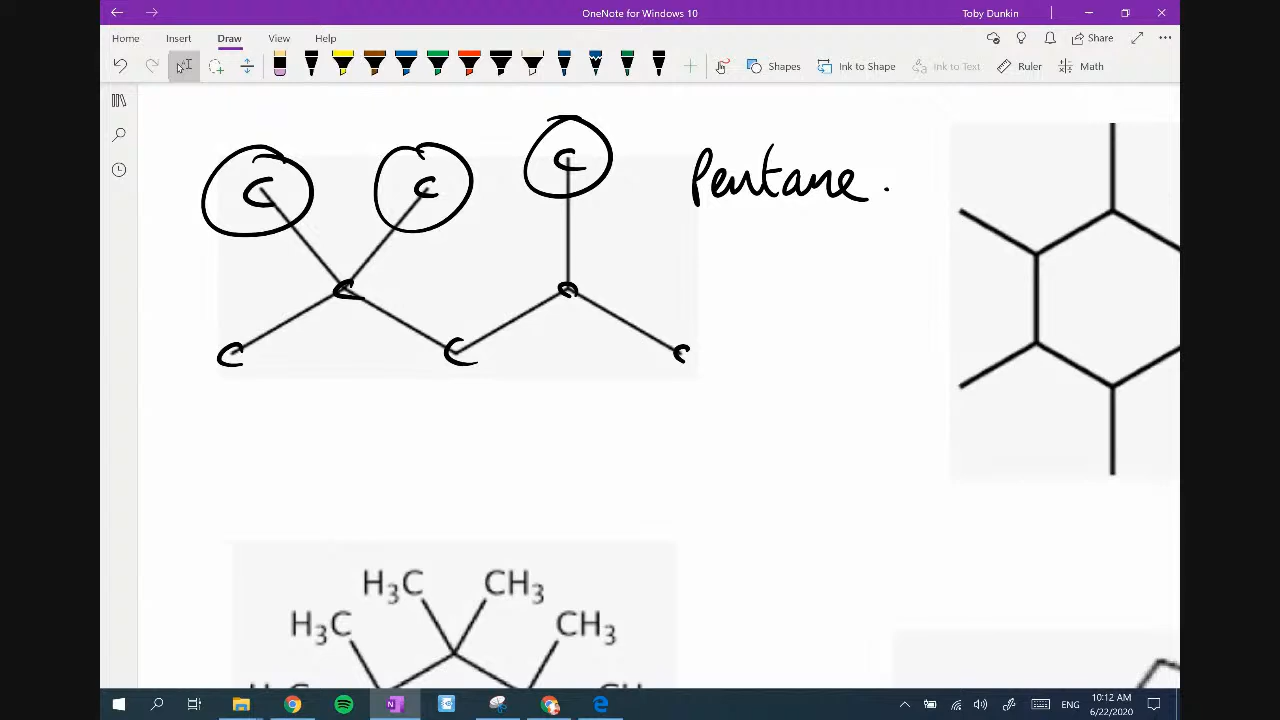 OneNote for Windows 10
Toby Dunkin
Home Insert Draw View Help
Share
Shapes Ink to Shape Ink to Text Ruler Math
C C C Pentane.
C C
C C C
H3C CH3
H3C CH3
10:12 AM
ENG
6/22/2020